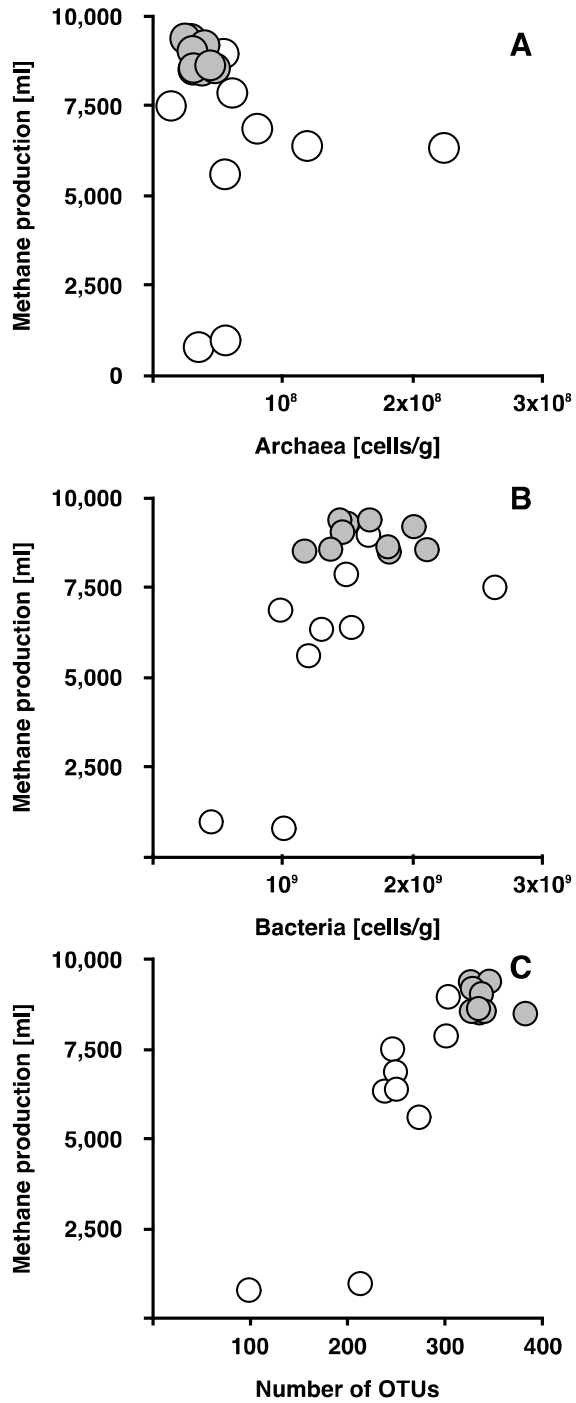 A
Methane production [ml]
10,000
7,500
5,000
2,500
0
10⁸ 2x10⁸ 3x10⁸
Archaea [cells/g]
B
Methane production [ml]
10,000
7,500
5,000
2,500
10⁹ 2x10⁹ 3x10⁹
Bacteria [cells/g]
C
Methane production [ml]
10,000
7,500
5,000
2,500
100 200 300 400
Number of OTUs